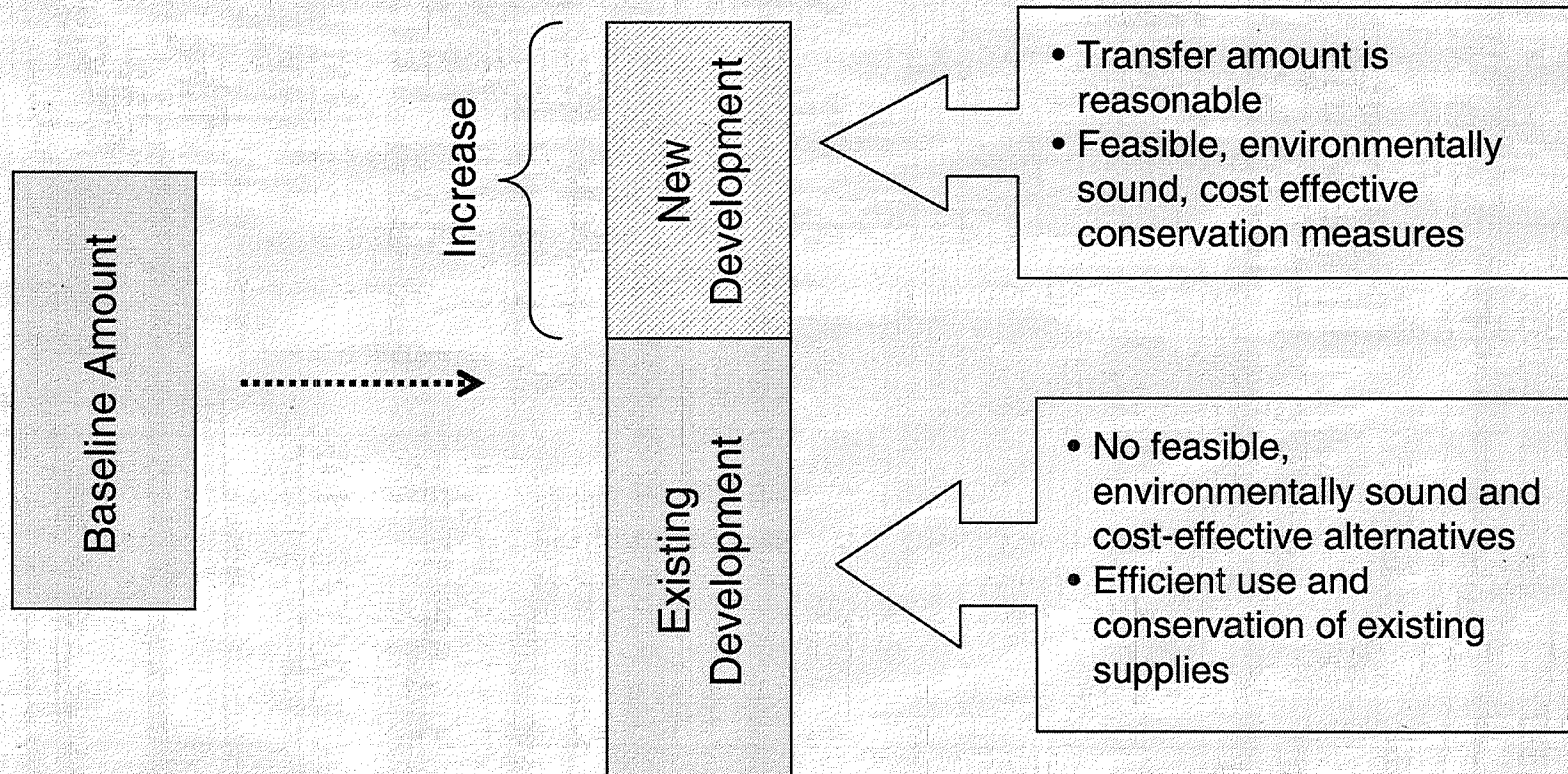 Baseline Amount
Increase
New
Development
Existing
Development
• Transfer amount is
reasonable
• Feasible, environmentally
sound, cost effective
conservation measures
• No feasible,
environmentally sound and
cost-effective alternatives
• Efficient use and
conservation of existing
supplies